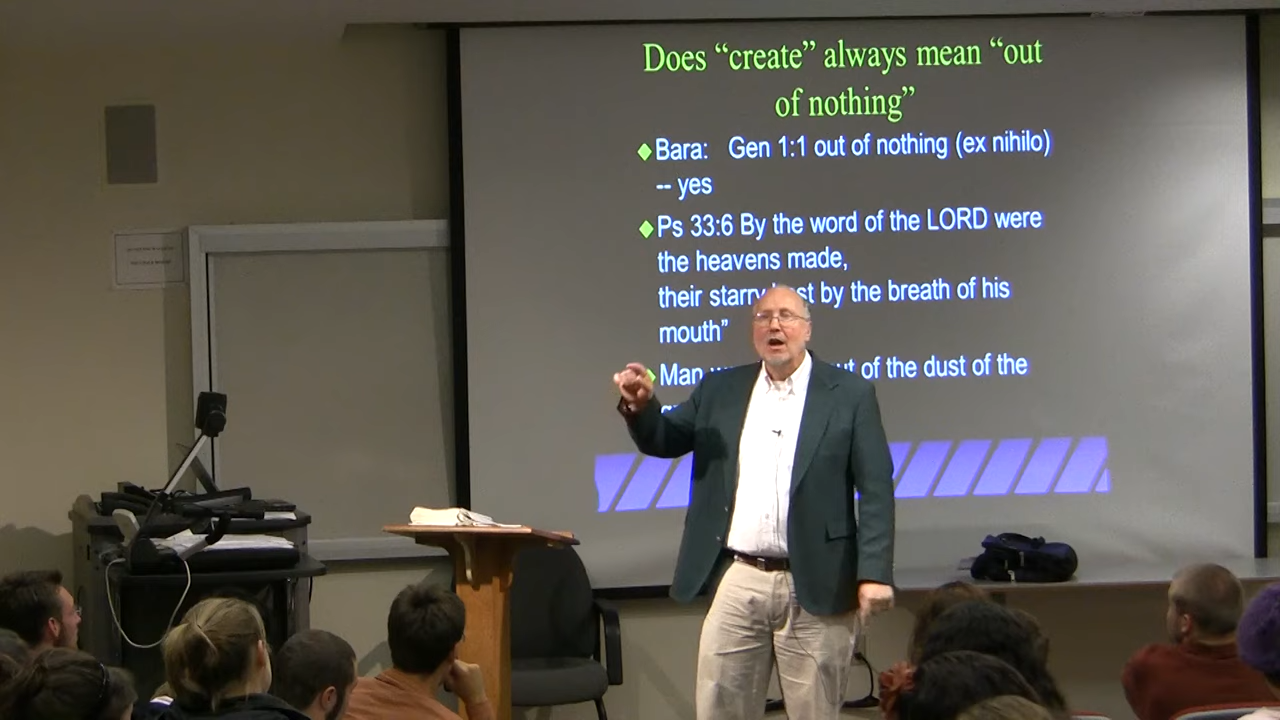 Does “create” always mean “out
of nothing”
Bara: Gen 1:1 out of nothing (ex nihilo)
-- yes
Ps 33:6 By the word of the LORD were
the heavens made,
their starry by the breath of his
mouth”
Man out of the dust of the